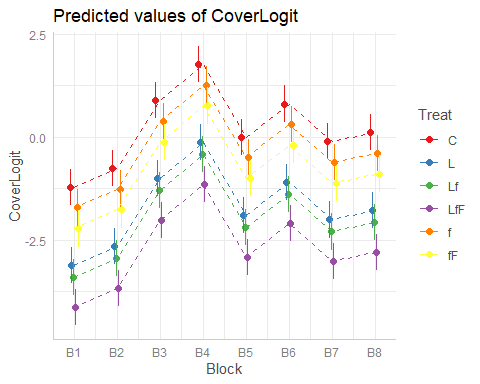 Predicted values of CoverLogit
2.5
0.0
-2.5
CoverLogit
B1 B2 B3 B4 B5 B6 B7 B8
Block
Treat
C
L
Lf
LfF
f
fF